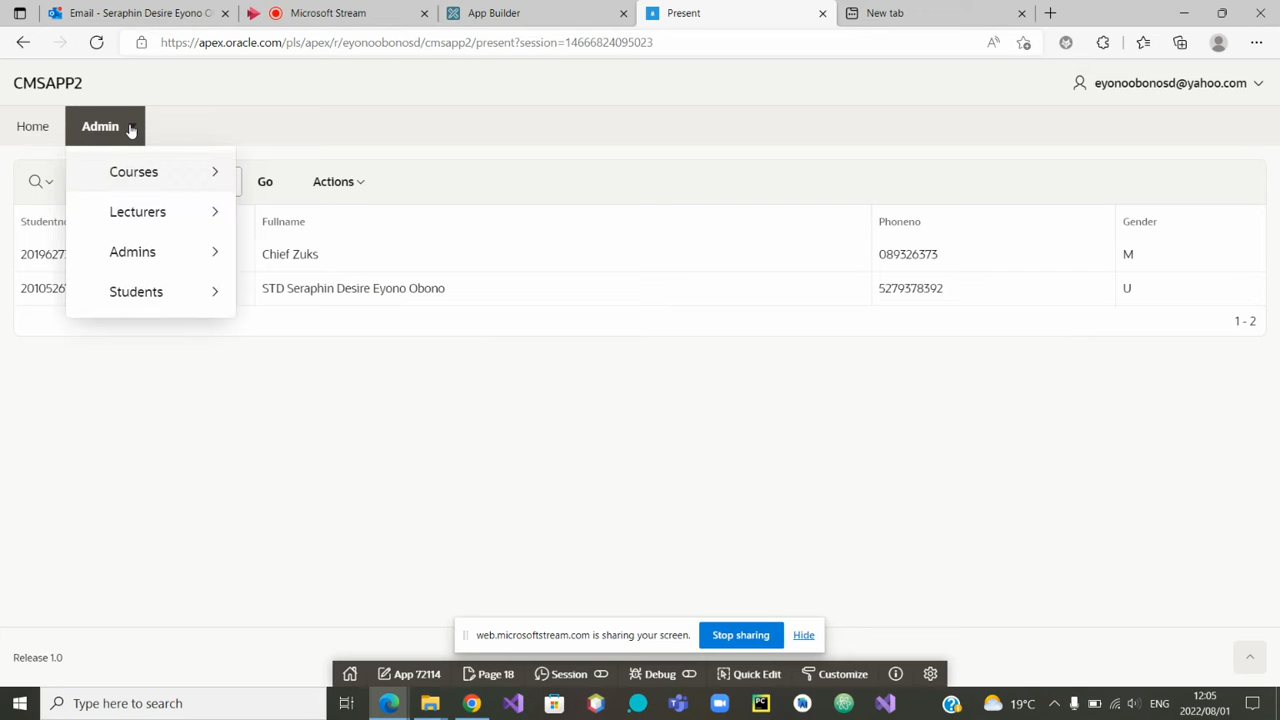 Email - Seraphin Desire Eyono O
Microsoft Stream
App Builder
Present
New tab
https://apex.oracle.com/pls/apex/r/eyonoobonosd/cmsapp2/present?session=14666824095023
CMSAPP2
eyonoobonosd@yahoo.com
Home
Admin
Courses
Lecturers
Admins
Students
Go
Actions
Fullname
Phoneno
Gender
Chief Zuks
089326373
M
STD Seraphin Desire Eyono Obono
5279378392
U
1 - 2
web.microsoftstream.com is sharing your screen.
Stop sharing
Hide
Release 1.0
App 72114
Page 18
Session
Debug
Quick Edit
Customize
Type here to search
19°C
ENG
12:05
2022/08/01